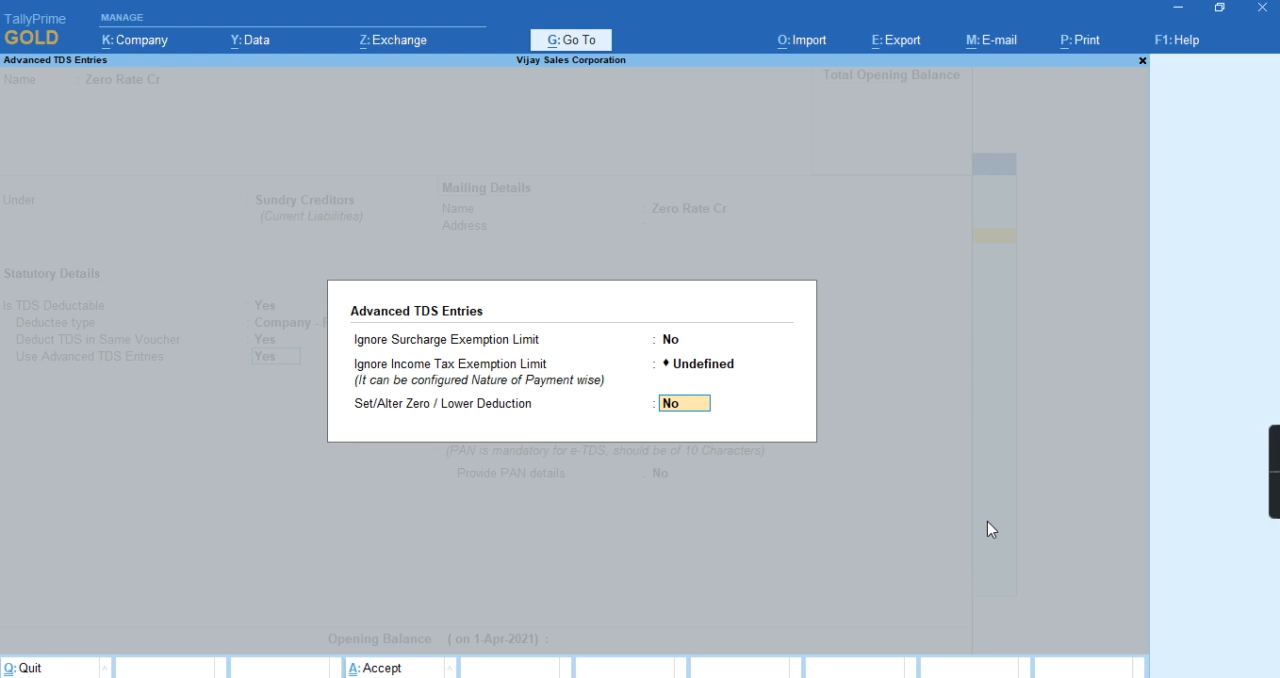 TallyPrime
GOLD
MANAGE
K: Company
Y: Data
Z: Exchange
G: Go To
O: Import
E: Export
M: E-mail
P: Print
F1: Help
Advanced TDS Entries
Vijay Sales Corporation
Name : Zero Rate Cr
Total Opening Balance
Under : Sundry Creditors
(Current Liabilities)
Mailing Details
Name : Zero Rate Cr
Address
Statutory Details
Is TDS Deductable : Yes
Deductee type : Company -
Deduct TDS in Same Voucher : Yes
Use Advanced TDS Entries : Yes
Advanced TDS Entries
Ignore Surcharge Exemption Limit : No
Ignore Income Tax Exemption Limit : ♦ Undefined
(It can be configured Nature of Payment wise)
Set/Alter Zero / Lower Deduction : No
(PAN is mandatory for e-TDS, should be of 10 Characters)
Provide PAN details : No
Opening Balance ( on 1-Apr-2021) :
Q: Quit
A: Accept